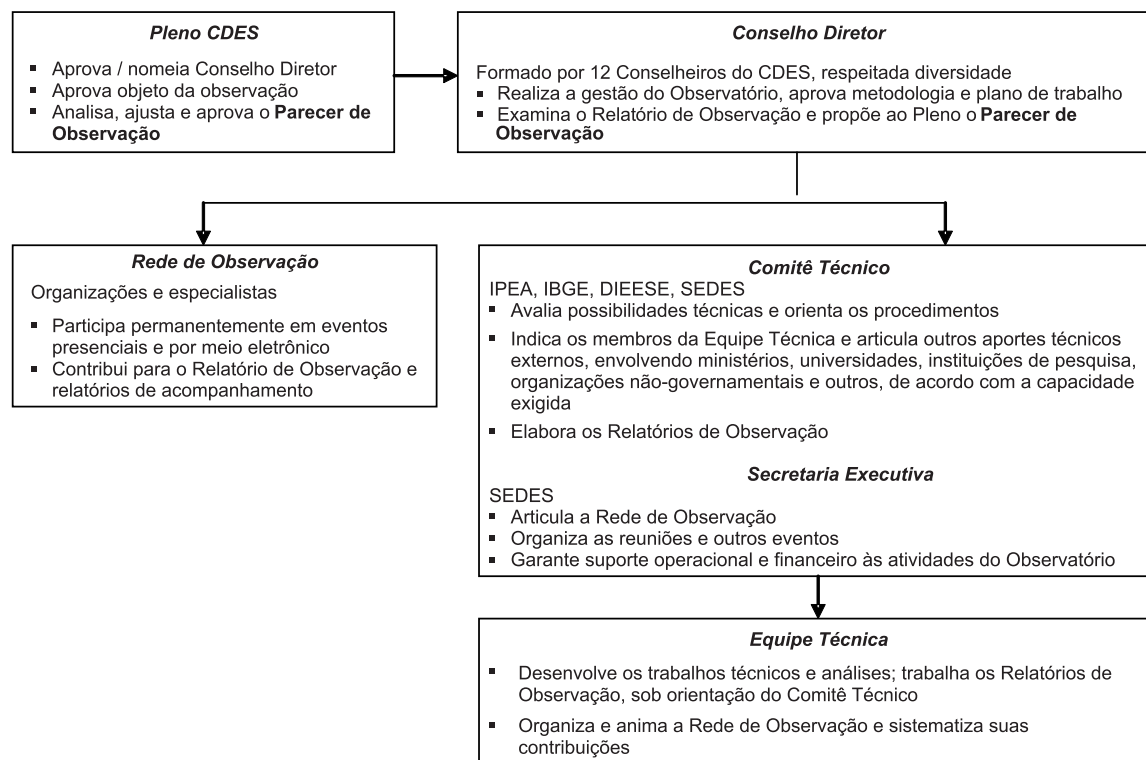 Pleno CDES
▪ Aprova / nomeia Conselho Diretor
▪ Aprova objeto da observação
▪ Analisa, ajusta e aprova o Parecer de
Observação
Conselho Diretor
Formado por 12 Conselheiros do CDES, respeitada diversidade
▪ Realiza a gestão do Observatório, aprova metodologia e plano de trabalho
▪ Examina o Relatório de Observação e propõe ao Pleno o Parecer de
Observação
Rede de Observação
Organizações e especialistas
▪ Participa permanentemente em eventos
presenciais e por meio eletrônico
▪ Contribui para o Relatório de Observação e
relatórios de acompanhamento
Comitê Técnico
IPEA, IBGE, DIEESE, SEDES
▪ Avalia possibilidades técnicas e orienta os procedimentos
▪ Indica os membros da Equipe Técnica e articula outros aportes técnicos
externos, envolvendo ministérios, universidades, instituições de pesquisa,
organizações não-governamentais e outros, de acordo com a capacidade
exigida
▪ Elabora os Relatórios de Observação
Secretaria Executiva
SEDES
▪ Articula a Rede de Observação
▪ Organiza as reuniões e outros eventos
▪ Garante suporte operacional e financeiro às atividades do Observatório
Equipe Técnica
▪ Desenvolve os trabalhos técnicos e análises; trabalha os Relatórios de
Observação, sob orientação do Comitê Técnico
▪ Organiza e anima a Rede de Observação e sistematiza suas
contribuições